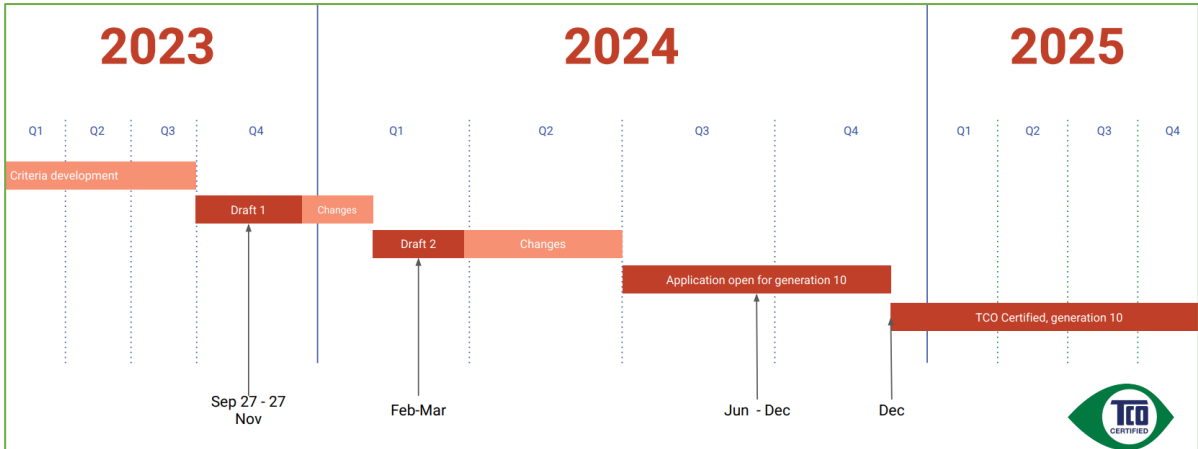 2023
2024
2025
Q1 Q2 Q3 Q4 Q1 Q2 Q3 Q4 Q1 Q2 Q3 Q4
Criteria development
Draft 1 Changes
Draft 2 Changes
Application open for generation 10
TCO Certified, generation 10
Sep 27 - 27
Nov
Feb-Mar
Jun - Dec
Dec
TCO
CERTIFIED